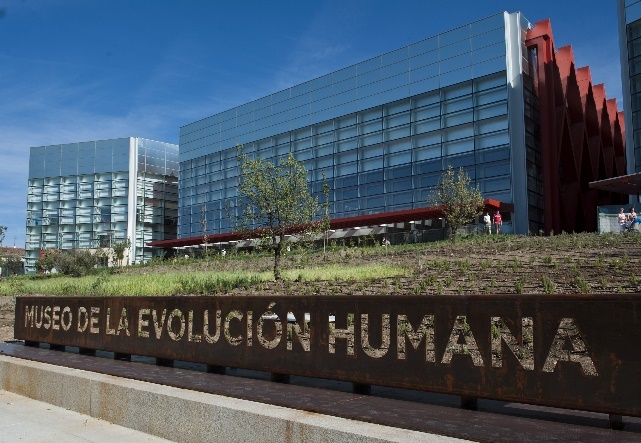 MUSEO DE LA EVOLUCIÓN HUMANA